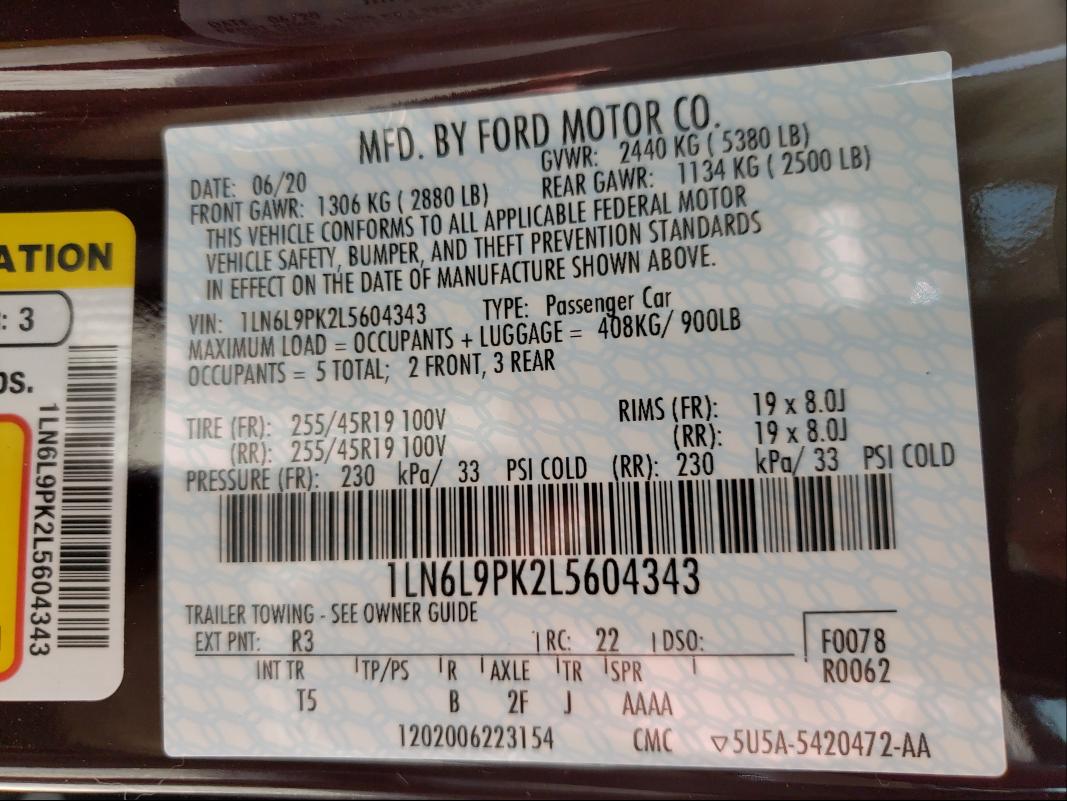 MFD. BY FORD MOTOR CO.
DATE: 06/20 GVWR: 2440 KG ( 5380 LB)
FRONT GAWR: 1306 KG ( 2880 LB) REAR GAWR: 1134 KG ( 2500 LB)
THIS VEHICLE CONFORMS TO ALL APPLICABLE FEDERAL MOTOR
VEHICLE SAFETY, BUMPER, AND THEFT PREVENTION STANDARDS
IN EFFECT ON THE DATE OF MANUFACTURE SHOWN ABOVE.
VIN: 1LN6L9PK2L5604343 TYPE: Passenger Car
MAXIMUM LOAD = OCCUPANTS + LUGGAGE = 408KG/ 900LB
OCCUPANTS = 5 TOTAL; 2 FRONT, 3 REAR
TIRE (FR): 255/45R19 100V RIMS (FR): 19 x 8.0J
(RR): 255/45R19 100V (RR): 19 x 8.0J
PRESSURE (FR): 230 kPa/ 33 PSI COLD (RR): 230 kPa/ 33 PSI COLD
1LN6L9PK2L5604343
TRAILER TOWING - SEE OWNER GUIDE
EXT PNT: R3 RC: 22 DSO: F0078
INT TR TP/PS R AXLE TR SPR R0062
T5 B 2F J AAAA
1202006223154 CMC ▽5U5A-5420472-AA
ATION
: 3
1LN6L9PK2L5604343